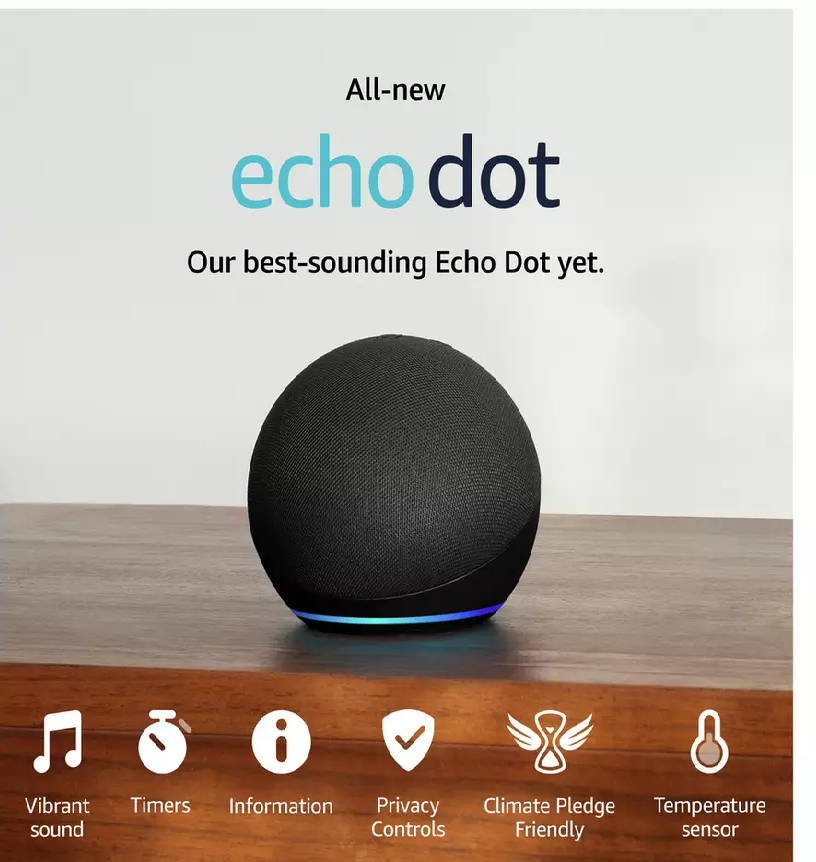 All-new
echo dot
Our best-sounding Echo Dot yet.
Vibrant
sound
Timers
Information
Privacy
Controls
Climate Pledge
Friendly
Temperature
sensor